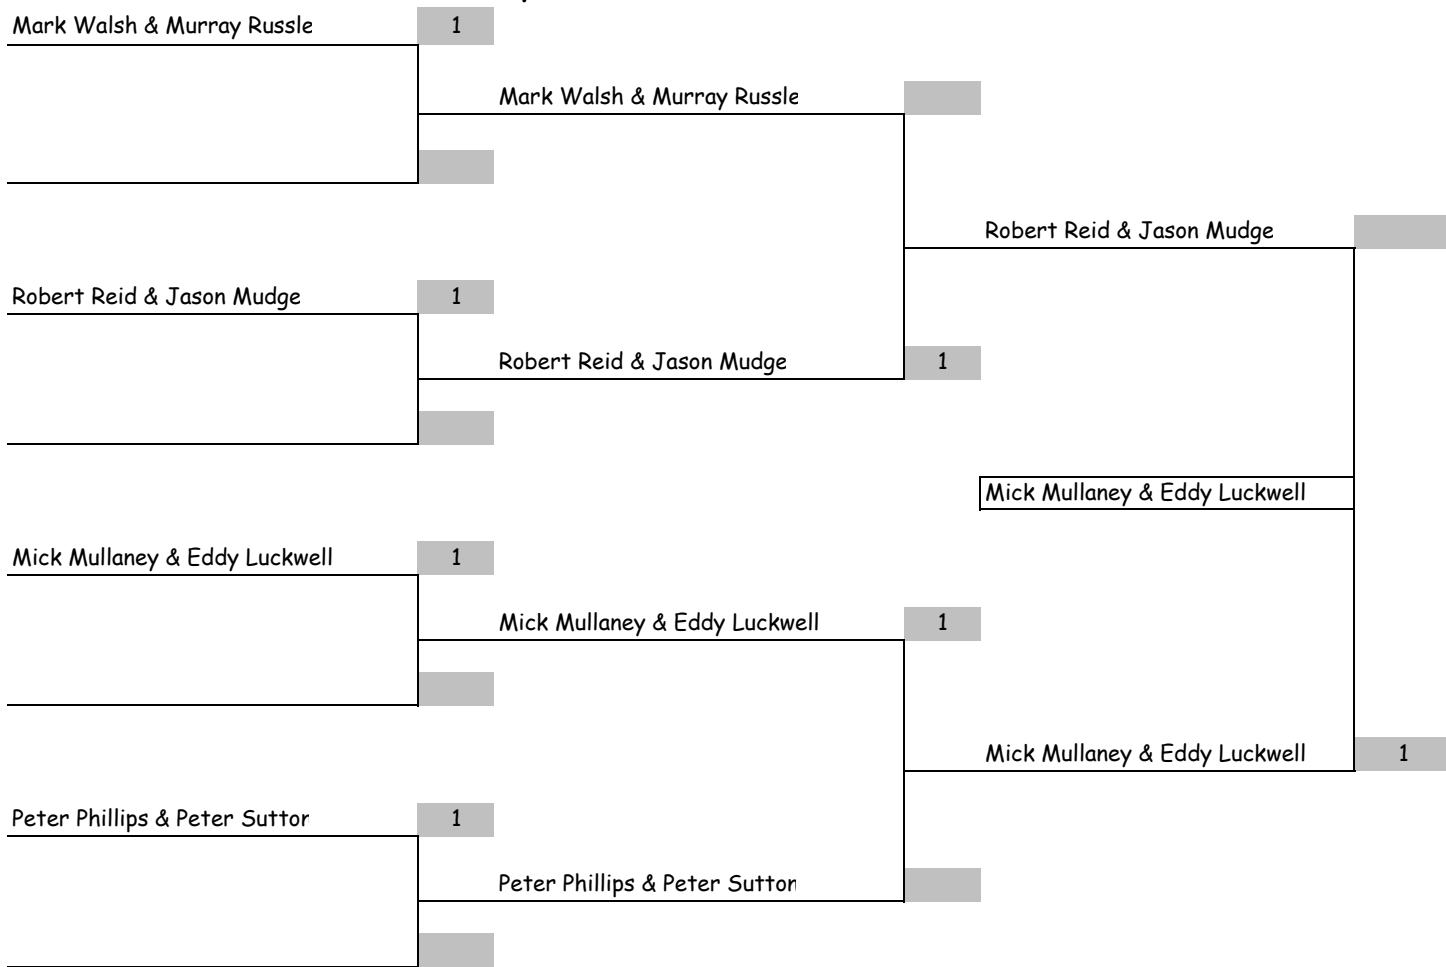 Mark Walsh & Murray Russle 1
Mark Walsh & Murray Russle
Robert Reid & Jason Mudge
Robert Reid & Jason Mudge 1
Robert Reid & Jason Mudge 1
Mick Mullaney & Eddy Luckwell
Mick Mullaney & Eddy Luckwell 1
Mick Mullaney & Eddy Luckwell 1
Mick Mullaney & Eddy Luckwell 1
Peter Phillips & Peter Sutton 1
Peter Phillips & Peter Sutton